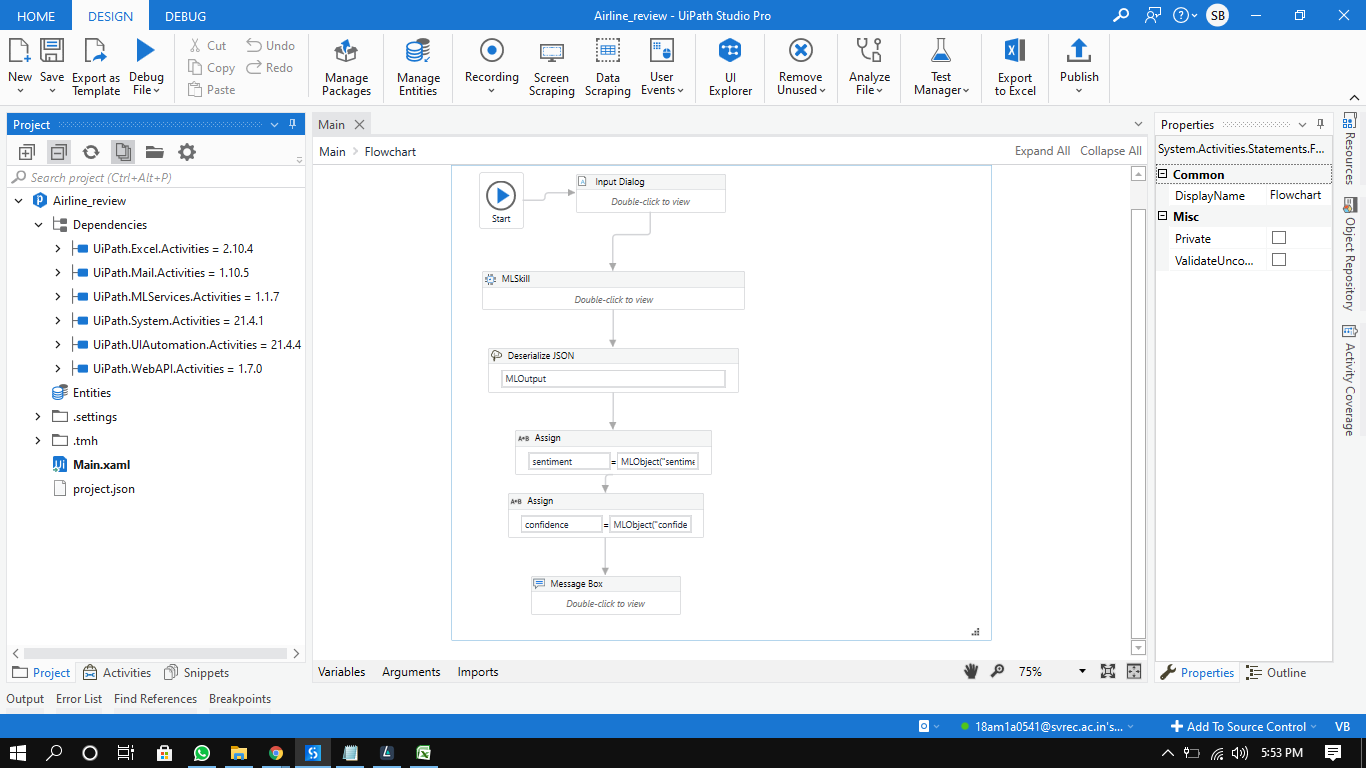 HOME DESIGN DEBUG Airline_review - UiPath Studio Pro SB
New Save Export as Template Debug File Cut Copy Paste Undo Redo Manage Packages Manage Entities Recording Screen Scraping Data Scraping User Events UI Explorer Remove Unused Analyze File Test Manager Export to Excel Publish
Project
Search project (Ctrl+Alt+P)
Airline_review
Dependencies
UiPath.Excel.Activities = 2.10.4
UiPath.Mail.Activities = 1.10.5
UiPath.MLServices.Activities = 1.1.7
UiPath.System.Activities = 21.4.1
UiPath.UIAutomation.Activities = 21.4.4
UiPath.WebAPI.Activities = 1.7.0
Entities
.settings
.tmh
Main.xaml
project.json
Project Activities Snippets
Main
Main Flowchart Expand All Collapse All
Start
Input Dialog
Double-click to view
MLSkill
Double-click to view
Deserialize JSON
MLOutput
A*B Assign
sentiment = MLObject("sentime
A*B Assign
confidence = MLObject("confide
Message Box
Double-click to view
Variables Arguments Imports 75%
Properties
System.Activities.Statements.F...
Common
DisplayName Flowchart
Misc
Private
ValidateUnco...
Properties Outline
Resources
Object Repository
Activity Coverage
Output Error List Find References Breakpoints
18am1a0541@svrec.ac.in's... Add To Source Control VB
5:53 PM